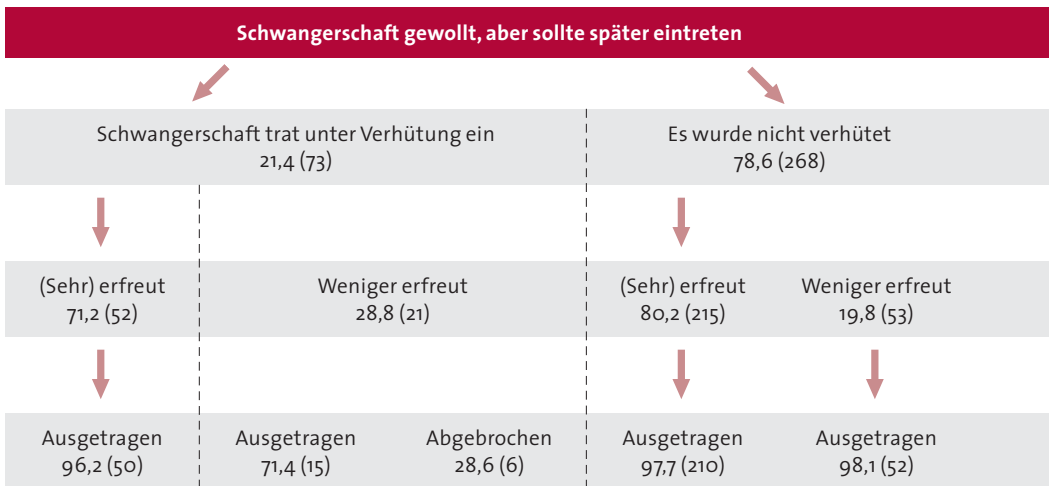 Schwangerschaft gewollt, aber sollte später eintreten
Schwangerschaft trat unter Verhütung ein
21,4 (73)
Es wurde nicht verhütet
78,6 (268)
(Sehr) erfreut
71,2 (52)
Weniger erfreut
28,8 (21)
(Sehr) erfreut
80,2 (215)
Weniger erfreut
19,8 (53)
Ausgetragen
96,2 (50)
Ausgetragen
71,4 (15)
Abgebrochen
28,6 (6)
Ausgetragen
97,7 (210)
Ausgetragen
98,1 (52)